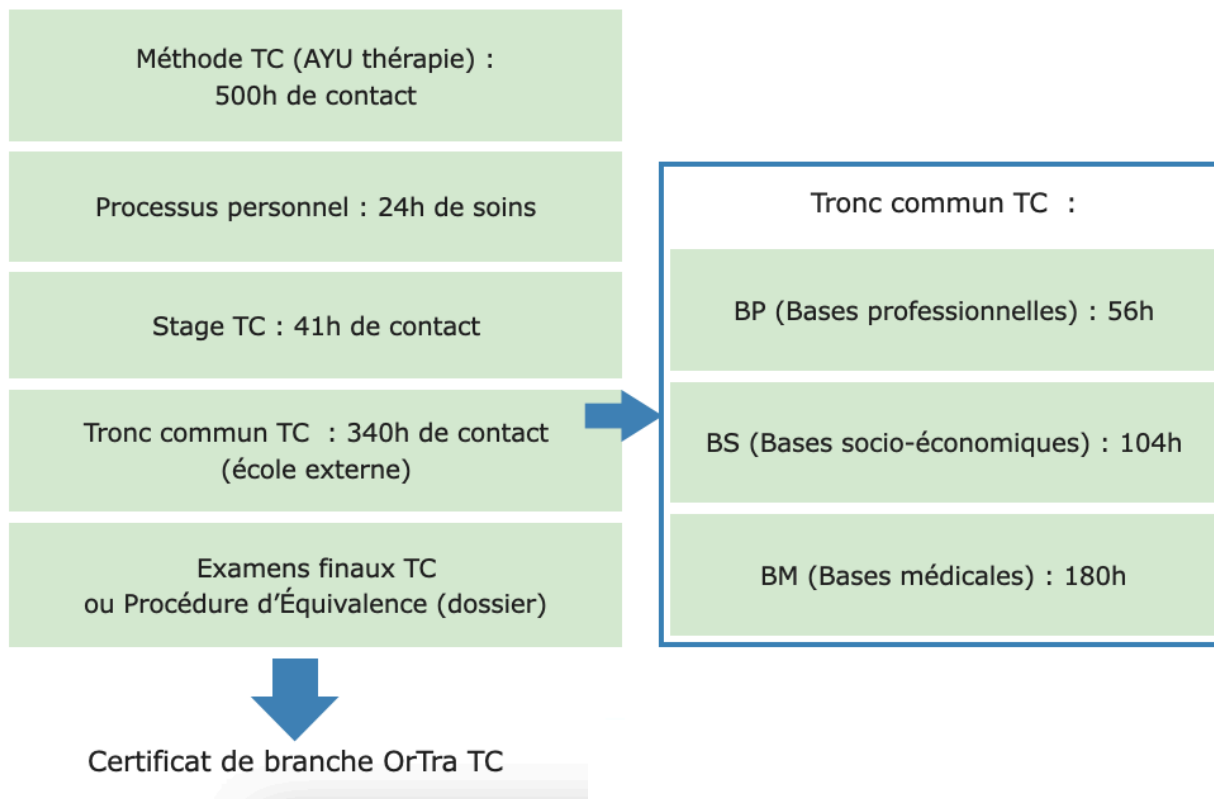 Méthode TC (AYU thérapie) :
500h de contact
Processus personnel : 24h de soins
Stage TC : 41h de contact
Tronc commun TC  : 340h de contact
(école externe)
Examens finaux TC
ou Procédure d’Équivalence (dossier)
Certificat de branche OrTra TC
Tronc commun TC  :
BP (Bases professionnelles) : 56h
BS (Bases socio-économiques) : 104h
BM (Bases médicales) : 180h